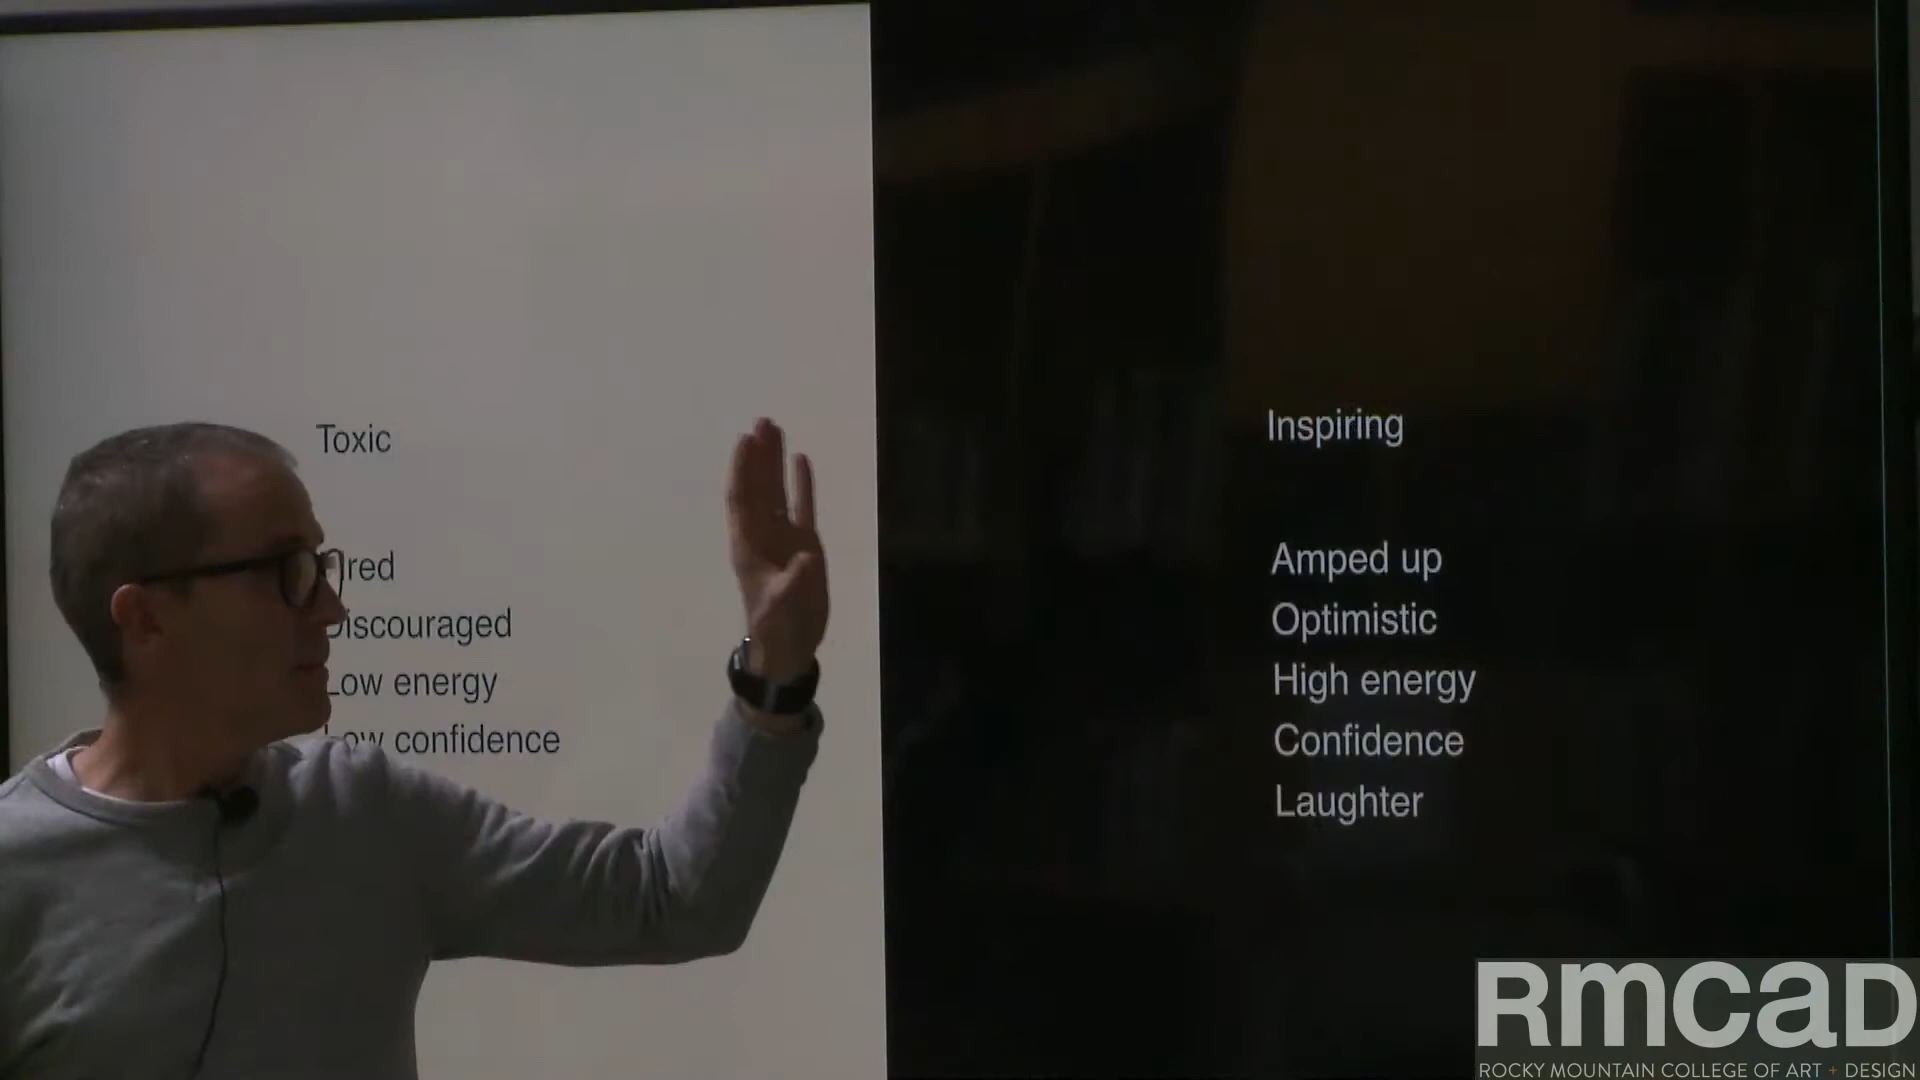 Toxic
Discouraged
Low energy
Low confidence
Inspiring
Amped up
Optimistic
High energy
Confidence
Laughter
RMCAD
ROCKY MOUNTAIN COLLEGE OF ART + DESIGN